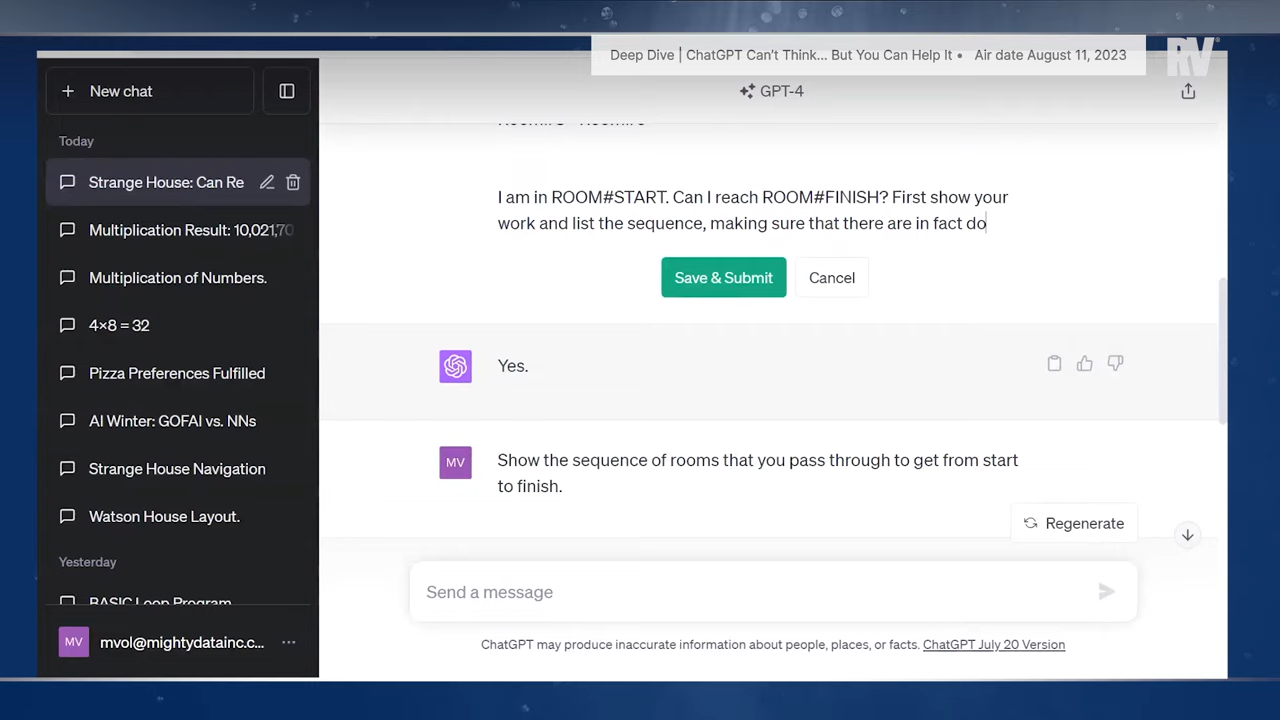 Deep Dive | ChatGPT Can't Think... But You Can Help It • Air date August 11, 2023
RV
New chat
GPT-4
Today
Strange House: Can Re
Multiplication Result: 10,021,70
Multiplication of Numbers.
4×8 = 32
Pizza Preferences Fulfilled
AI Winter: GOFAI vs. NNs
Strange House Navigation
Watson House Layout.
Yesterday
BASIC Loop Program
mvol@mightydatainc.c...
MV
I am in ROOM#START. Can I reach ROOM#FINISH? First show your
work and list the sequence, making sure that there are in fact do
Save & Submit
Cancel
Yes.
MV
Show the sequence of rooms that you pass through to get from start
to finish.
Regenerate
Send a message
ChatGPT may produce inaccurate information about people, places, or facts. ChatGPT July 20 Version